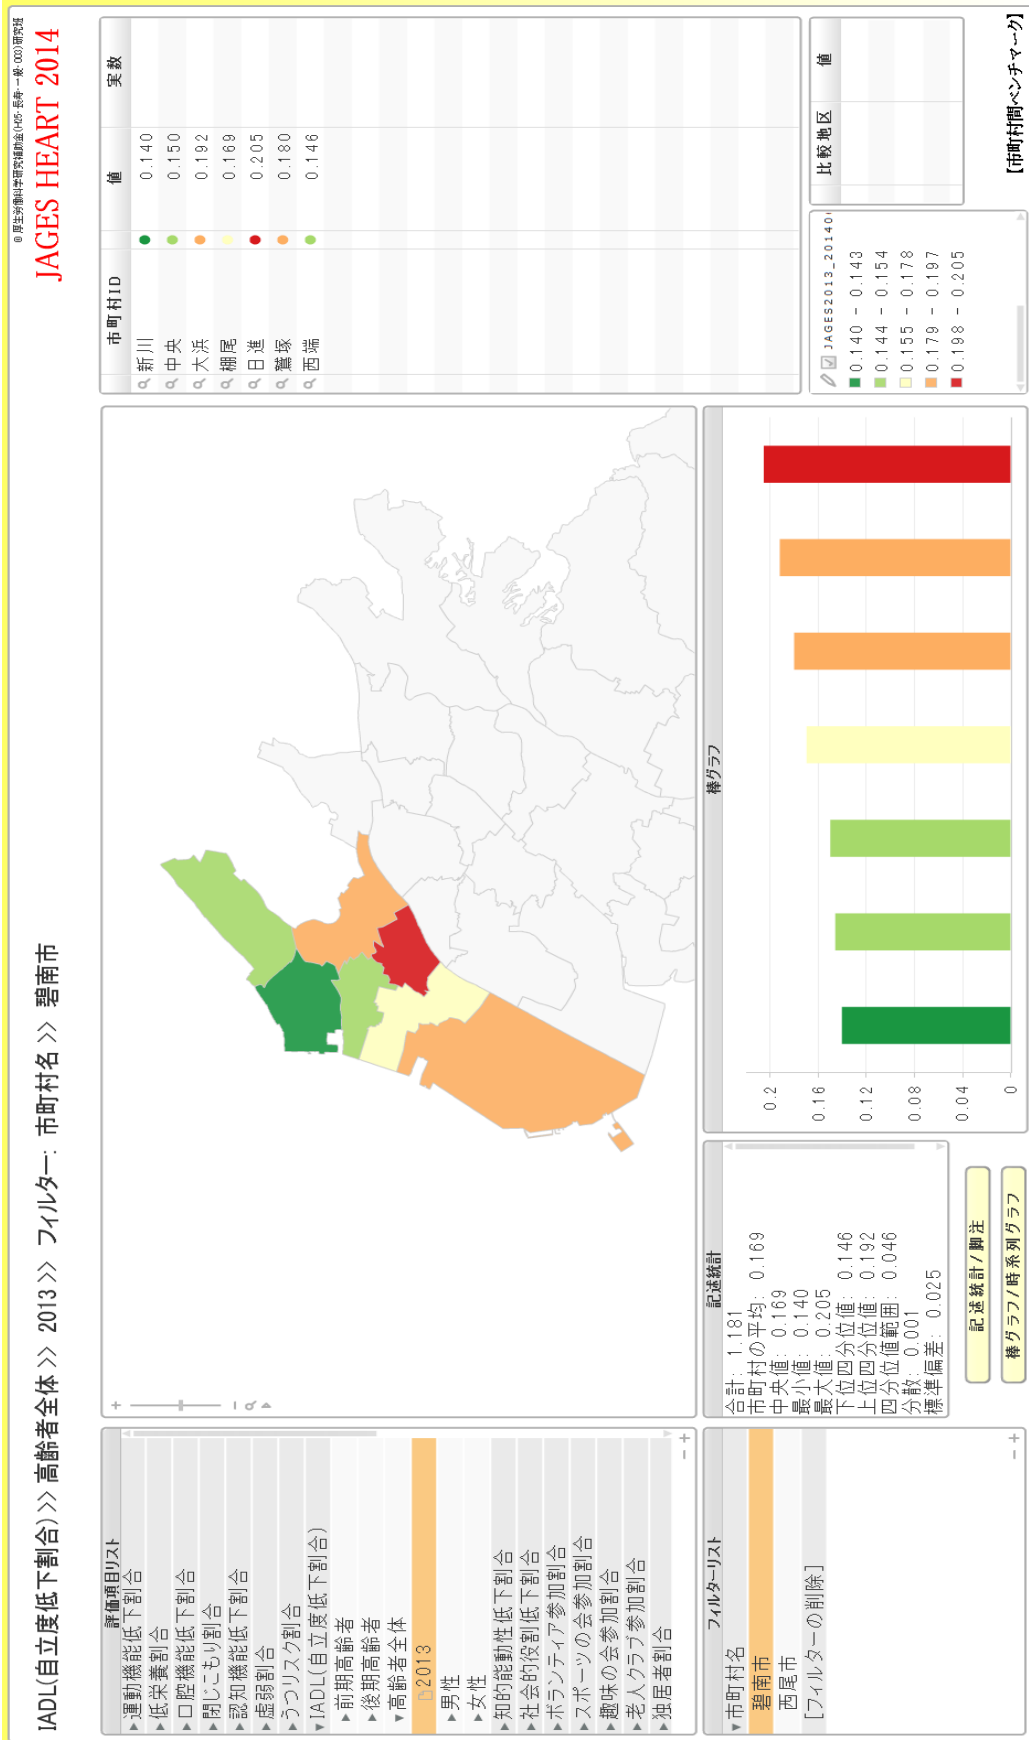 IADL(自立度低下割合)>> 高齢者全体>> 2013>> フィルター: 市町村名>> 碧南市
JAGES HEART 2014
評価項目リスト
▸運動機能低下割合
▸低栄養割合
▸口腔機能低下割合
▸閉じこもり割合
▸認知機能低下割合
▸虚弱割合
▸うつリスク割合
▾IADL(自立度低下割合)
▸前期高齢者
▸後期高齢者
▾高齢者全体
2013
▸男性
▸女性
▸知的能動性低下割合
▸社会的役割低下割合
▸ボランティア参加割合
▸スポーツの会参加割合
▸趣味の会参加割合
▸老人クラブ参加割合
▸独居者割合
フィルターリスト
▾市町村名
碧南市
西尾市
[フィルターの削除]
市町村ID 値 実数
新川 0.140
中央 0.150
大浜 0.192
棚尾 0.169
日進 0.205
鷲塚 0.180
西端 0.146
記述統計
合計: 1.181
市町村の平均: 0.169
中央値: 0.169
最小値: 0.140
最大値: 0.205
下位四分位値: 0.146
上位四分位値: 0.192
四分位値範囲: 0.046
分散: 0.001
標準偏差: 0.025
記述統計/脚注
棒グラフ/時系列グラフ
棒グラフ
0.2
0.16
0.12
0.08
0.04
0
JAGES2013_20140
0.140 - 0.143
0.144 - 0.154
0.155 - 0.178
0.179 - 0.197
0.198 - 0.205
比較地区 値
【市町村間ベンチマーク】